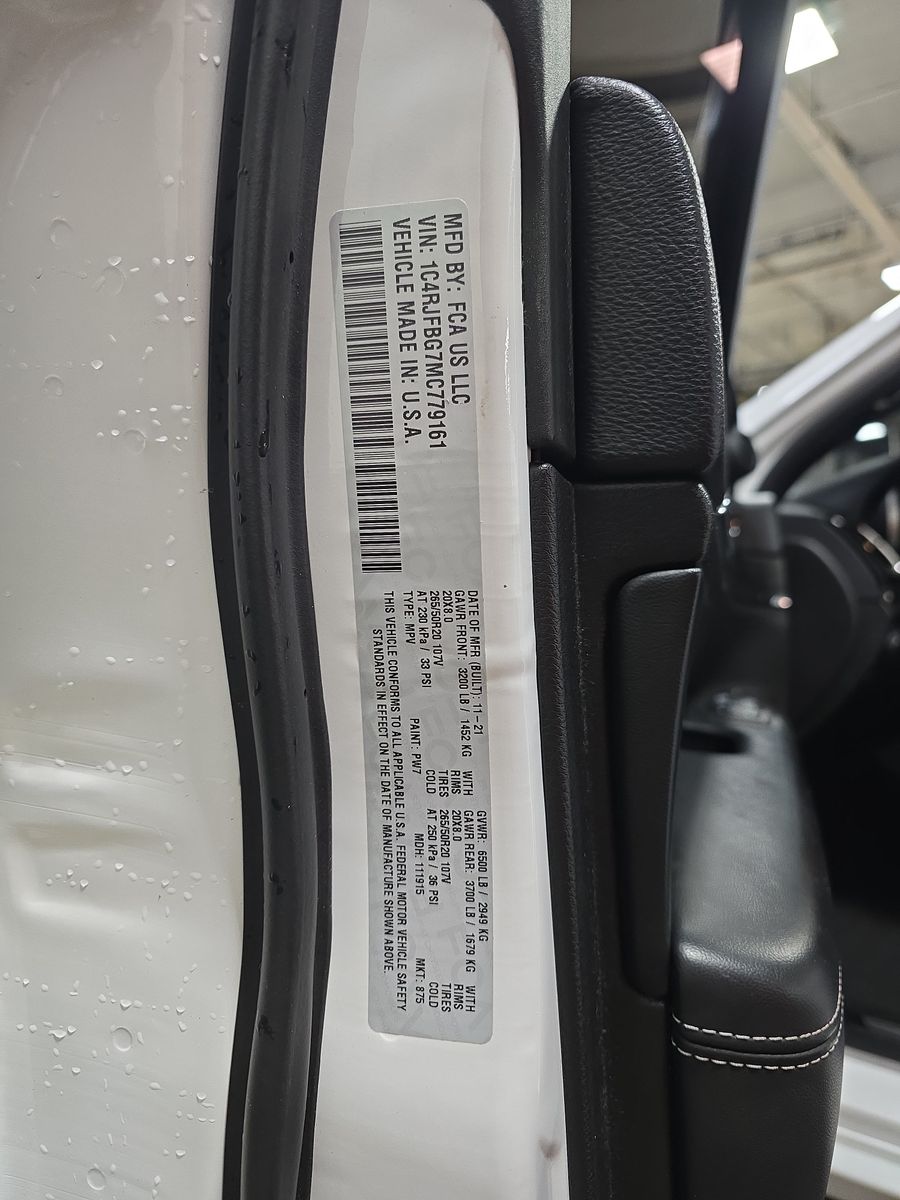 MFD BY: FCA US LLC
VIN: 1C4RJFBG7MC779161
VEHICLE MADE IN: U.S.A.
DATE OF MFR (BUILT): 11-21 GVWR: 6500 LB / 2949 KG
GAWR FRONT: 3200 LB / 1452 KG WITH GAWR REAR: 3700 LB / 1679 KG WITH
20X8.0 RIMS 20X8.0 RIMS
265/50R20 107V TIRES 265/50R20 107V TIRES
AT 230 kPa / 33 PSI COLD AT 250 kPa / 36 PSI COLD
TYPE: MPV PAINT: PW7 MDH: 111915 MKT: 875
THIS VEHICLE CONFORMS TO ALL APPLICABLE U.S.A. FEDERAL MOTOR VEHICLE SAFETY
STANDARDS IN EFFECT ON THE DATE OF MANUFACTURE SHOWN ABOVE.